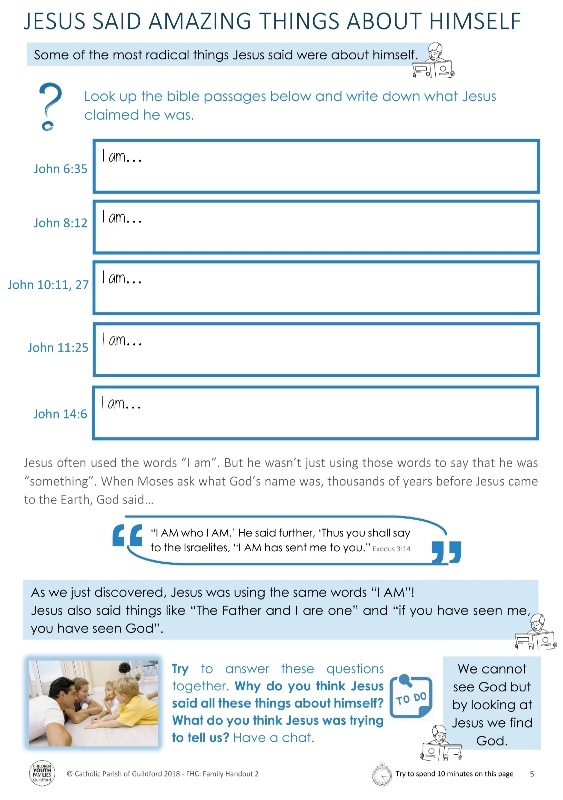 JESUS SAID AMAZING THINGS ABOUT HIMSELF
Some of the most radical things Jesus said were about himself.
?
Look up the bible passages below and write down what Jesus
claimed he was.
John 6:35
I am...
John 8:12
I am...
John 10:11, 27
I am...
John 11:25
I am...
John 14:6
I am...
Jesus often used the words “I am”. But he wasn’t just using those words to say that he was
“something”. When Moses ask what God’s name was, thousands of years before Jesus came
to the Earth, God said…
“I AM who I AM.’ He said further, ‘Thus you shall say
to the Israelites, “I AM has sent me to you.” Exodus 3:14
As we just discovered, Jesus was using the same words “I AM”!
Jesus also said things like “The Father and I are one” and “if you have seen me,
you have seen God”.
Try to answer these questions
together. Why do you think Jesus
said all these things about himself?
What do you think Jesus was trying
to tell us? Have a chat.
TO DO
We cannot
see God but
by looking at
Jesus we find
God.
CHILDREN
YOUTH
FAMILIES
Guildford
© Catholic Parish of Guildford 2018 - FHC: Family Handout 2
Try to spend 10 minutes on this page
5